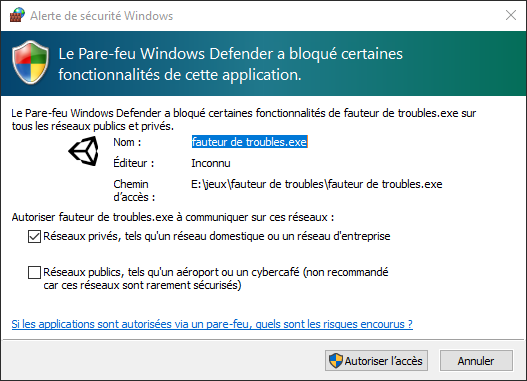 Alerte de sécurité Windows
Le Pare-feu Windows Defender a bloqué certaines
fonctionnalités de cette application.
Le Pare-feu Windows Defender a bloqué certaines fonctionnalités de fauteur de troubles.exe sur
tous les réseaux publics et privés.
Nom : fauteur de troubles.exe
Éditeur : Inconnu
Chemin d'accès : E:\jeux\fauteur de troubles\fauteur de troubles.exe
Autoriser fauteur de troubles.exe à communiquer sur ces réseaux :
Réseaux privés, tels qu'un réseau domestique ou un réseau d'entreprise
Réseaux publics, tels qu'un aéroport ou un cybercafé (non recommandé
car ces réseaux sont rarement sécurisés)
Si les applications sont autorisées via un pare-feu, quels sont les risques encourus ?
Autoriser l'accès
Annuler